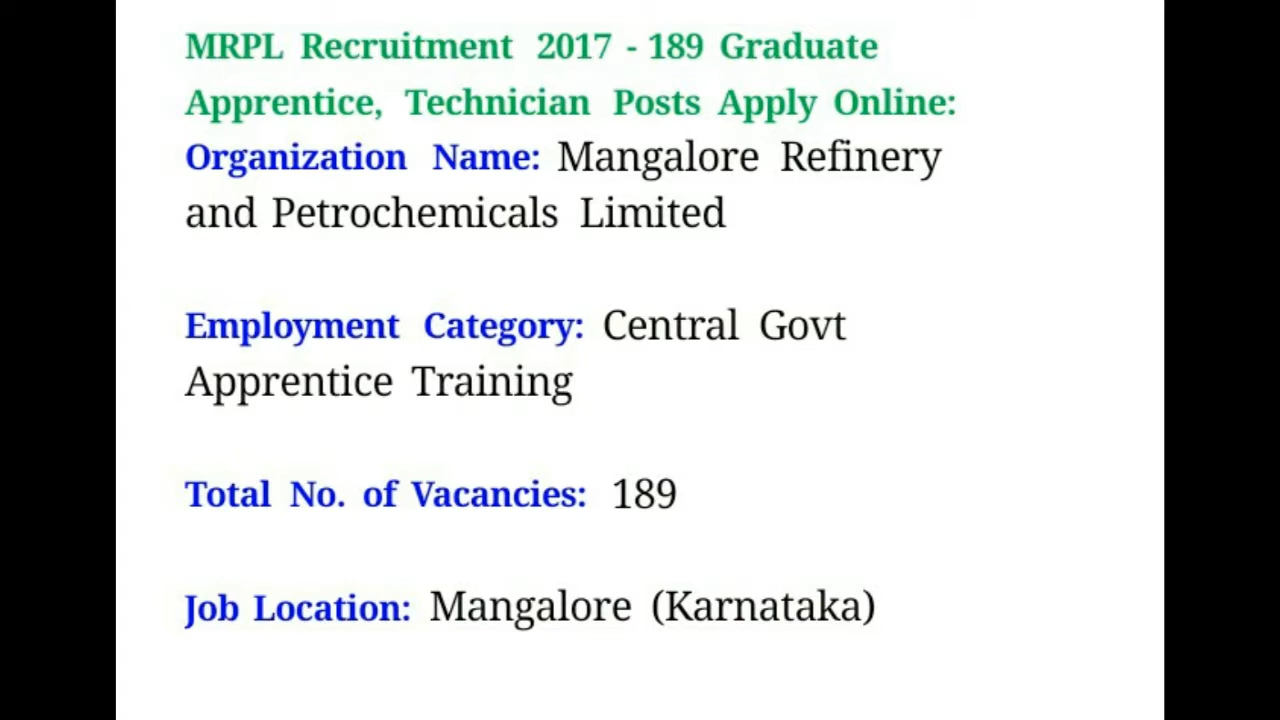 MRPL Recruitment 2017 - 189 Graduate
Apprentice, Technician Posts Apply Online:
Organization Name: Mangalore Refinery
and Petrochemicals Limited
Employment Category: Central Govt
Apprentice Training
Total No. of Vacancies: 189
Job Location: Mangalore (Karnataka)